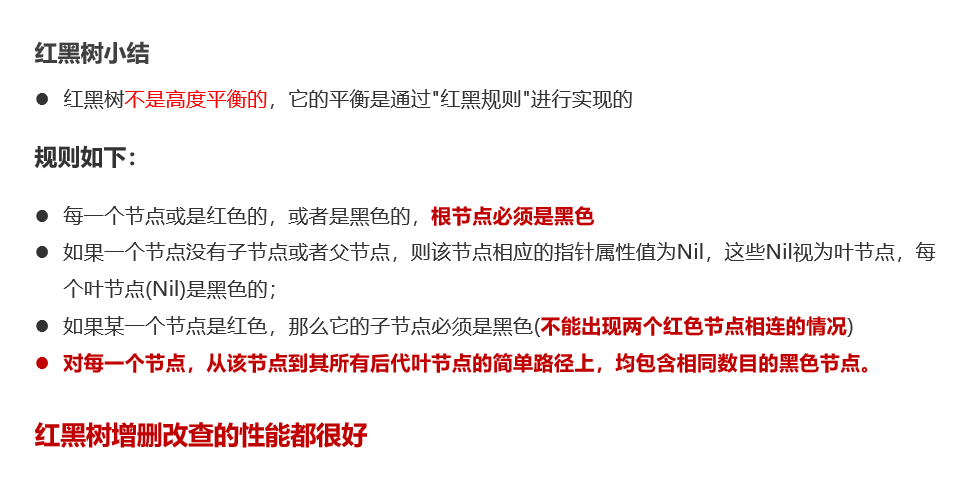 红黑树小结
● 红黑树不是高度平衡的，它的平衡是通过"红黑规则"进行实现的
规则如下：
● 每一个节点或是红色的，或者是黑色的，根节点必须是黑色
● 如果一个节点没有子节点或者父节点，则该节点相应的指针属性值为Nil，这些Nil视为叶节点，每
个叶节点(Nil)是黑色的；
● 如果某一个节点是红色，那么它的子节点必须是黑色(不能出现两个红色节点相连的情况)
● 对每一个节点，从该节点到其所有后代叶节点的简单路径上，均包含相同数目的黑色节点。
红黑树增删改查的性能都很好